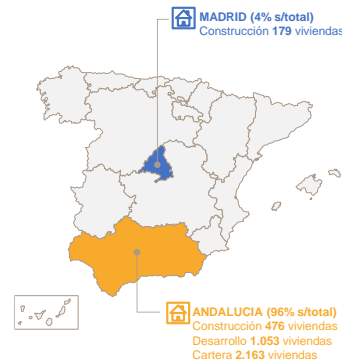 MADRID (4% s/total)
Construcción 179 viviendas
ANDALUCIA (96% s/total)
Construcción 476 viviendas
Desarrollo 1.053 viviendas
Cartera 2.163 viviendas